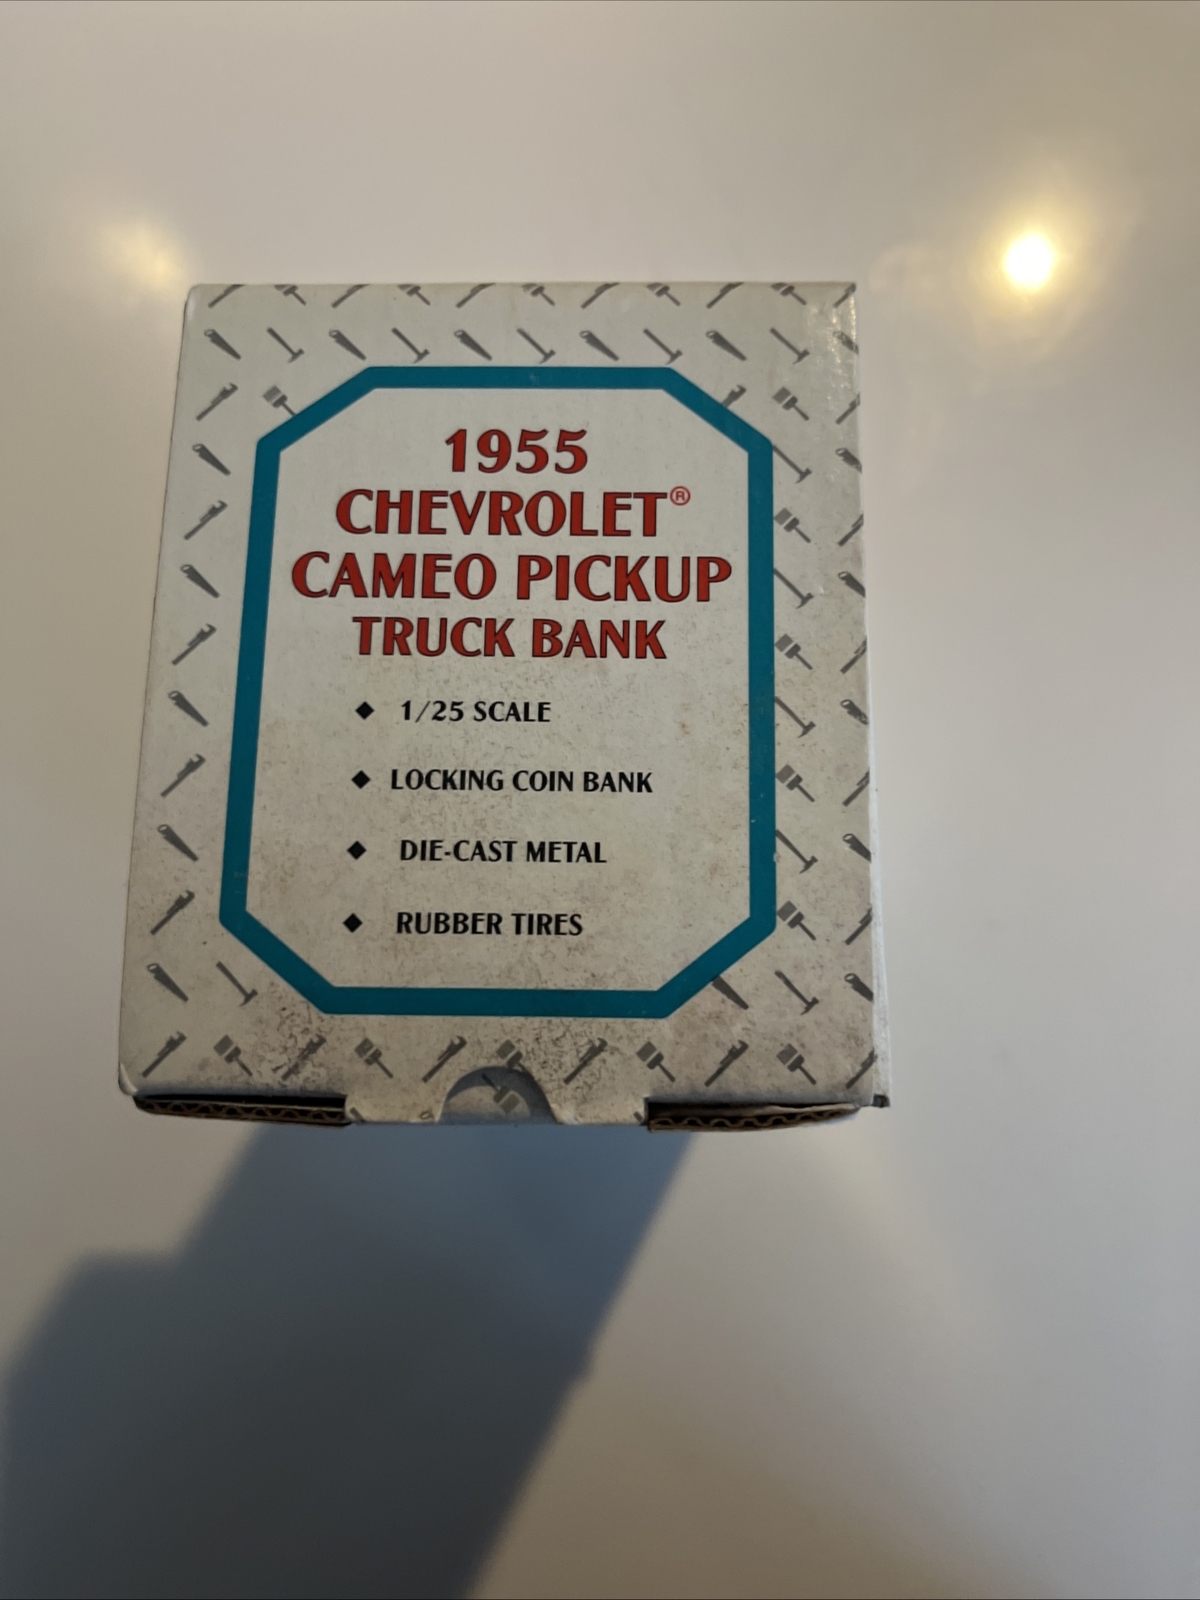 1955
CHEVROLET®
CAMEO PICKUP
TRUCK BANK
◆ 1/25 SCALE
◆ LOCKING COIN BANK
◆ DIE-CAST METAL
◆ RUBBER TIRES